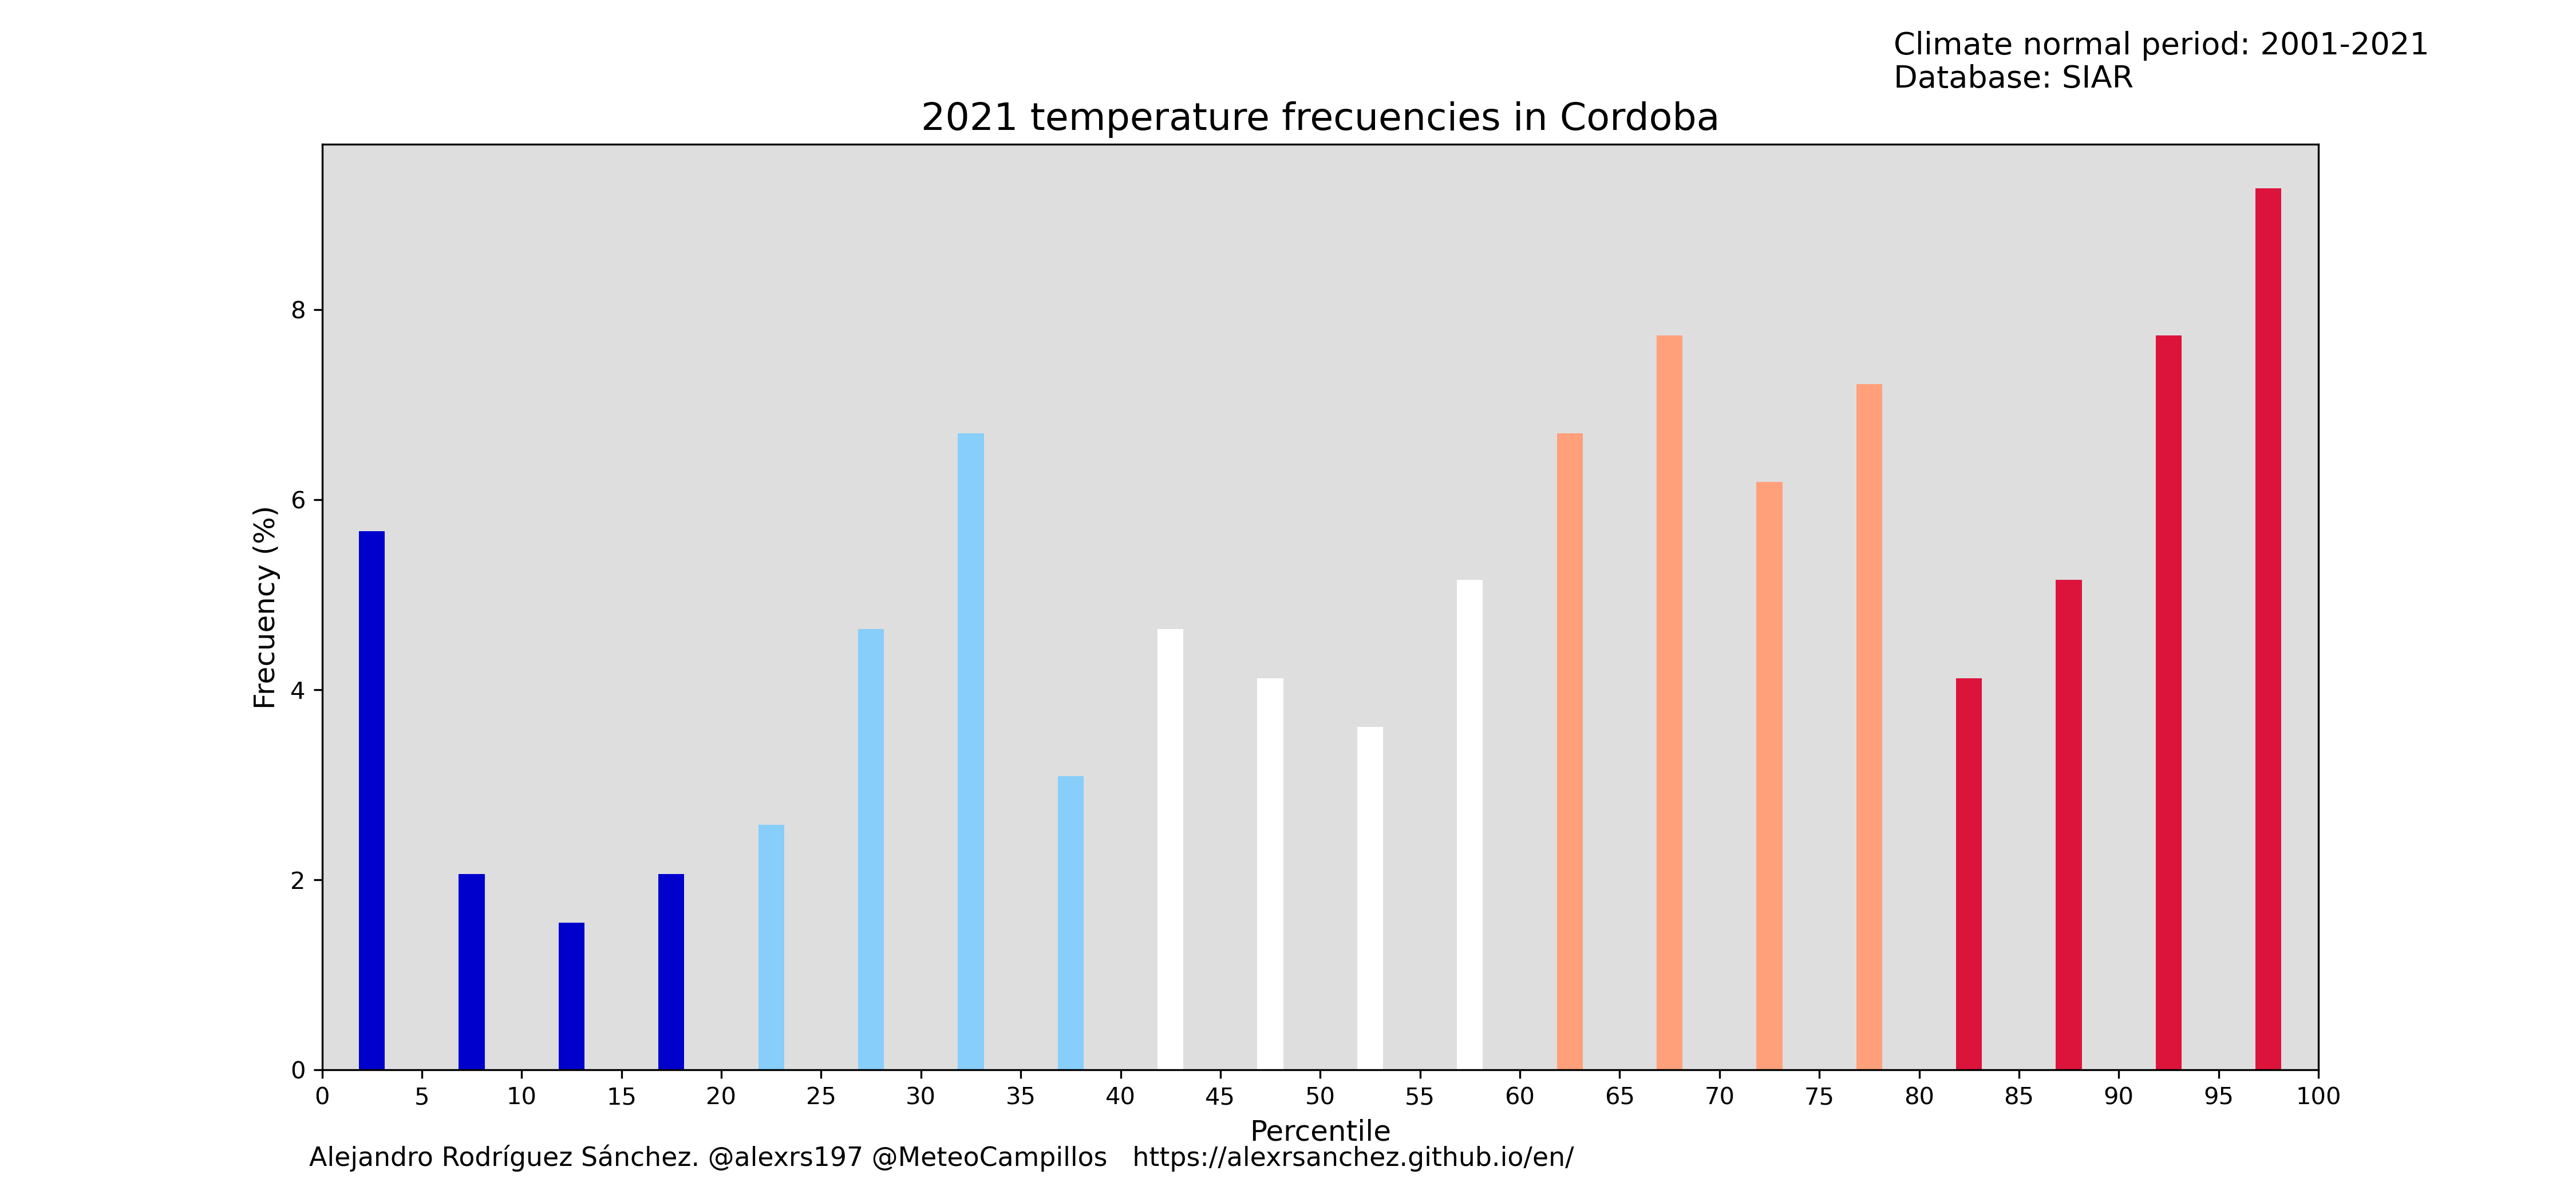 Climate normal period: 2001-2021
Database: SIAR
2021 temperature frecuencies in Cordoba
Frecuency (%)
8
6
4
2
0
0 5 10 15 20 25 30 35 40 45 50 55 60 65 70 75 80 85 90 95 100
Percentile
Alejandro Rodríguez Sánchez. @alexrs197 @MeteoCampillos https://alexrsanchez.github.io/en/